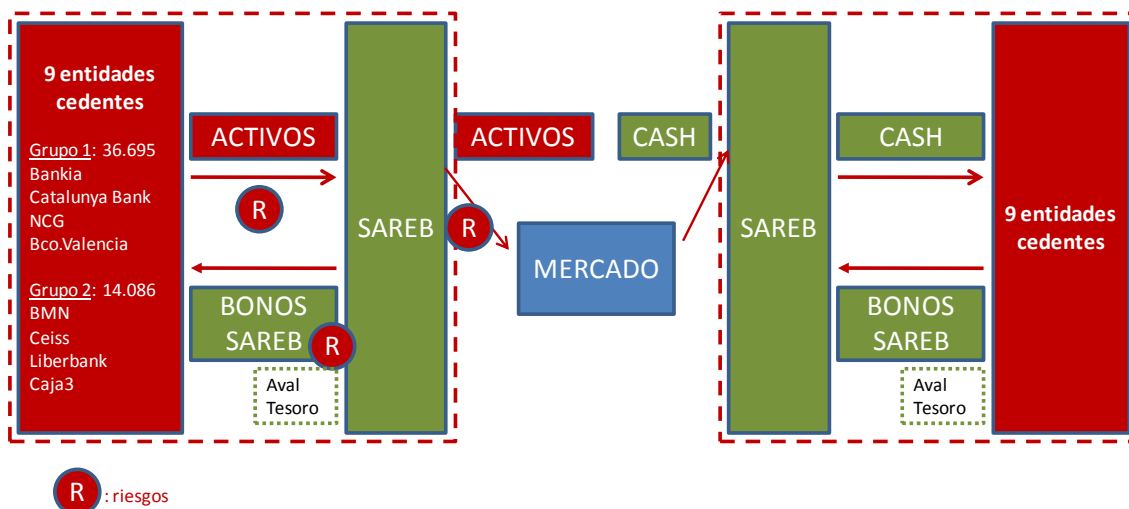 9 entidades
cedentes
Grupo 1: 36.695
Bankia
Catalunya Bank
NCG
Bco.Valencia
Grupo 2: 14.086
BMN
Ceiss
Liberbank
Caja3
ACTIVOS
R
BONOS
SAREB
R
Aval
Tesoro
SAREB
ACTIVOS
R
CASH
MERCADO
SAREB
CASH
BONOS
SAREB
Aval
Tesoro
9 entidades
cedentes
R : riesgos